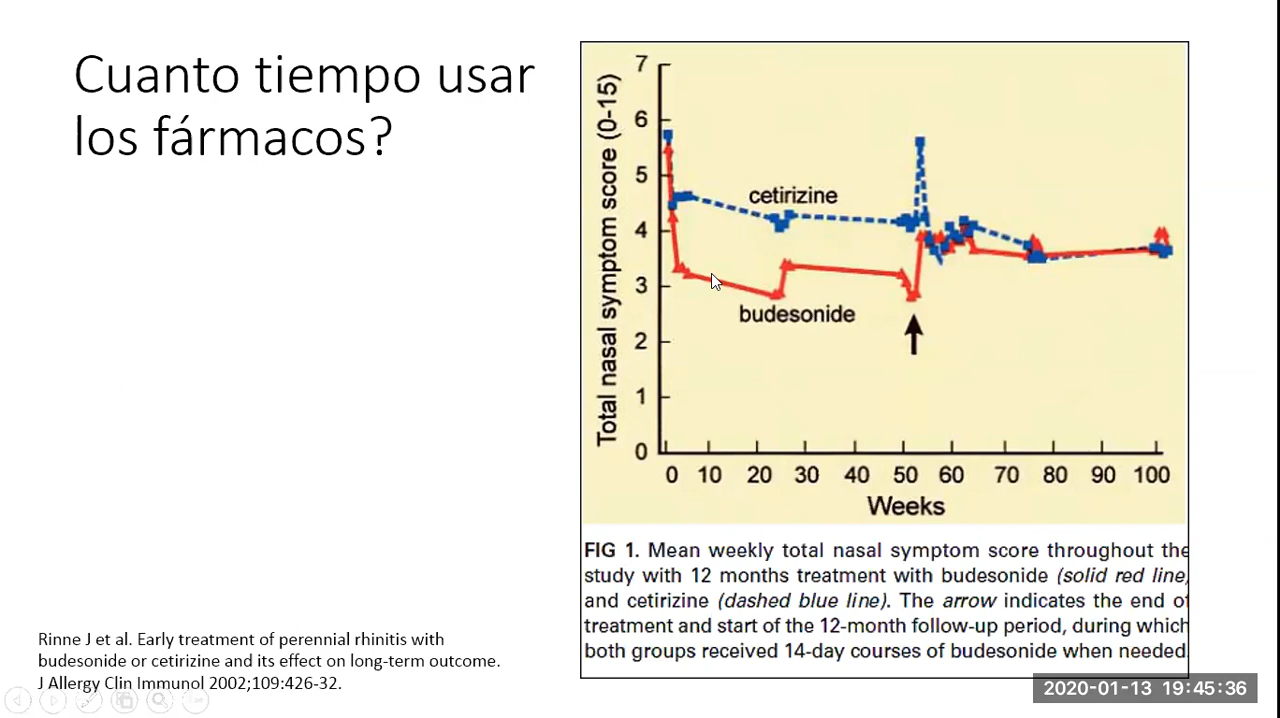 Cuanto tiempo usar
los fármacos?
7
6
5
4
3
2
1
0
Total nasal symptom score (0-15)
cetirizine
budesonide
0 10 20 30 40 50 60 70 80 90 100
Weeks
FIG 1. Mean weekly total nasal symptom score throughout the
study with 12 months treatment with budesonide (solid red line,
and cetirizine (dashed blue line). The arrow indicates the end of
treatment and start of the 12-month follow-up period, during which
both groups received 14-day courses of budesonide when needed.
Rinne J et al. Early treatment of perennial rhinitis with
budesonide or cetirizine and its effect on long-term outcome.
J Allergy Clin Immunol 2002;109:426-32.
2020-01-13 19:45:36